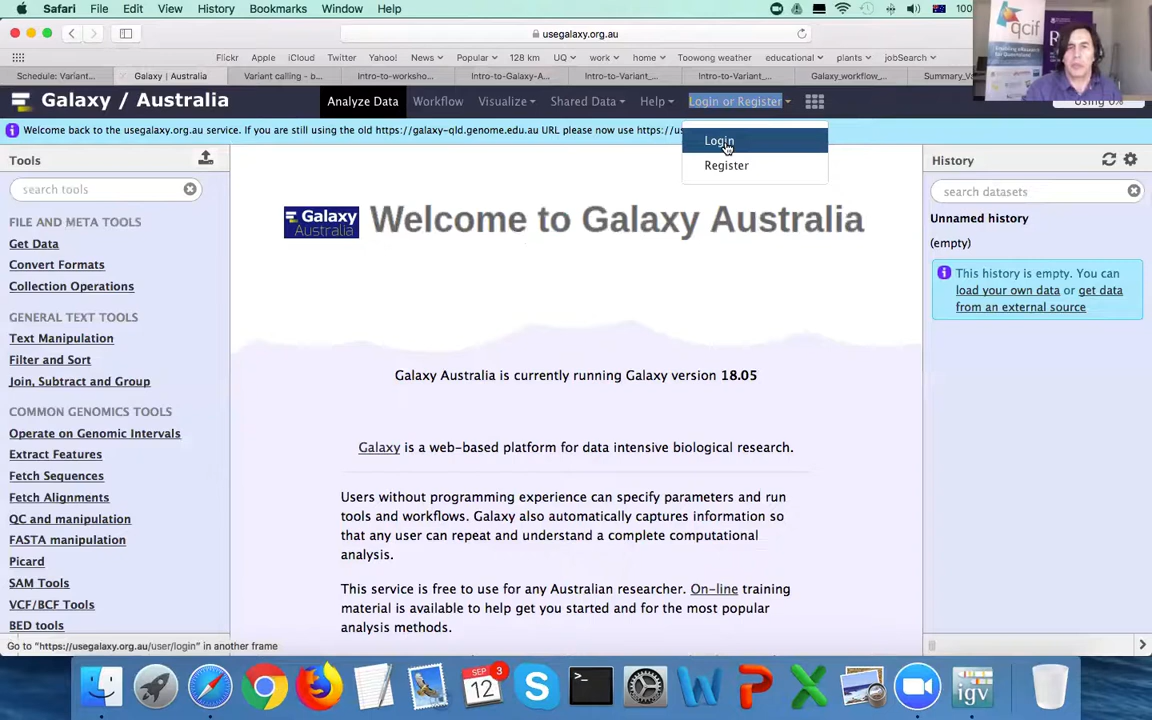 Safari File Edit View History Bookmarks Window Help 100
usegalaxy.org.au
Flickr Apple iCloud Twitter Yahoo! News Popular 128 km UQ work home Toowong weather educational plants jobSearch
Schedule: Variant... Galaxy | Australia Variant calling - b... Intro-to-worksho... Intro-to-Galaxy-A... Intro-to-Variant_... Intro-to-Variant_... Galaxy_workflow_... Summary_Va
qcif
Galaxy / Australia Analyze Data Workflow Visualize Shared Data Help Login or Register Using 0%
Welcome back to the usegalaxy.org.au service. If you are still using the old https://galaxy-qld.genome.edu.au URL please now use https://us
Login
Register
Tools
search tools
FILE AND META TOOLS
Get Data
Convert Formats
Collection Operations
GENERAL TEXT TOOLS
Text Manipulation
Filter and Sort
Join, Subtract and Group
COMMON GENOMICS TOOLS
Operate on Genomic Intervals
Extract Features
Fetch Sequences
Fetch Alignments
QC and manipulation
FASTA manipulation
Picard
SAM Tools
VCF/BCF Tools
BED tools
Go to "https://usegalaxy.org.au/user/login" in another frame
Galaxy
Australia
Welcome to Galaxy Australia
Galaxy Australia is currently running Galaxy version 18.05
Galaxy is a web-based platform for data intensive biological research.
Users without programming experience can specify parameters and run
tools and workflows. Galaxy also automatically captures information so
that any user can repeat and understand a complete computational
analysis.
This service is free to use for any Australian researcher. On-line training
material is available to help get you started and for the most popular
analysis methods.
History
search datasets
Unnamed history
(empty)
This history is empty. You can
load your own data or get data
from an external source
SEP 3
12
igv